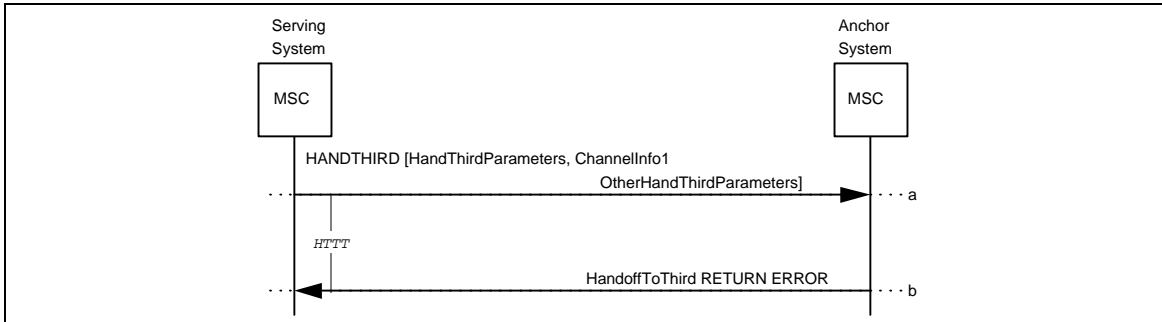 Serving
System
Anchor
System
MSC
MSC
HANDTHIRD [HandThirdParameters, ChannelInfo1
OtherHandThirdParameters]
a
HTTT
HandoffToThird RETURN ERROR
b